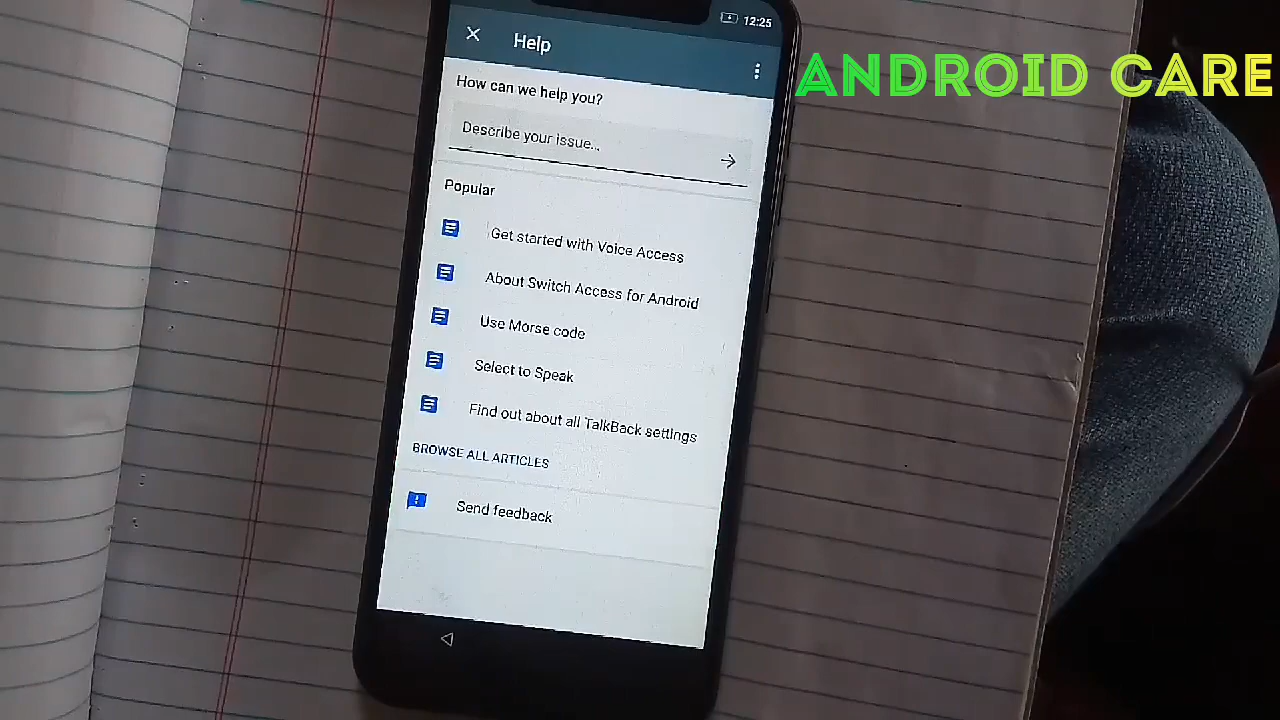 12:25
ANDROID CARE
Help
How can we help you?
Describe your issue...
Popular
Get started with Voice Access
About Switch Access for Android
Use Morse code
Select to Speak
Find out about all TalkBack settings
BROWSE ALL ARTICLES
Send feedback